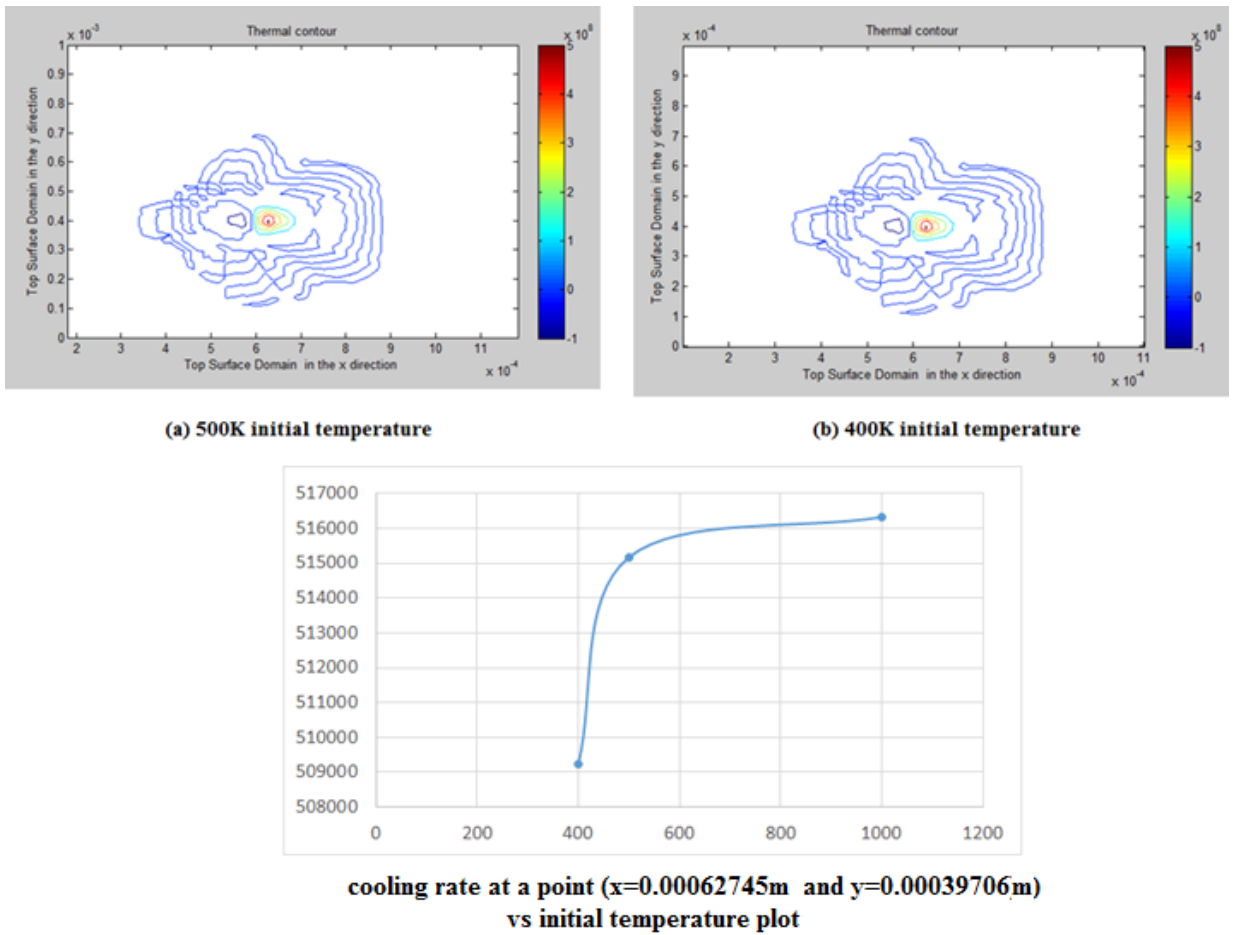 Thermal contour
x 10⁻³
x 10⁸
1
0.9
0.8
0.7
0.6
0.5
0.4
0.3
0.2
0.1
0
Top Surface Domain in the y direction
2 3 4 5 6 7 8 9 10 11
Top Surface Domain in the x direction
x 10⁻⁴
5
4
3
2
1
0
-1
(a) 500K initial temperature
Thermal contour
x 10⁻⁴
x 10⁸
9
8
7
6
5
4
3
2
1
0
Top Surface Domain in the y direction
2 3 4 5 6 7 8 9 10 11
Top Surface Domain in the x direction
x 10⁻⁴
5
4
3
2
1
0
-1
(b) 400K initial temperature
517000
516000
515000
514000
513000
512000
511000
510000
509000
508000
0 200 400 600 800 1000 1200
cooling rate at a point (x=0.00062745m and y=0.00039706m)
vs initial temperature plot